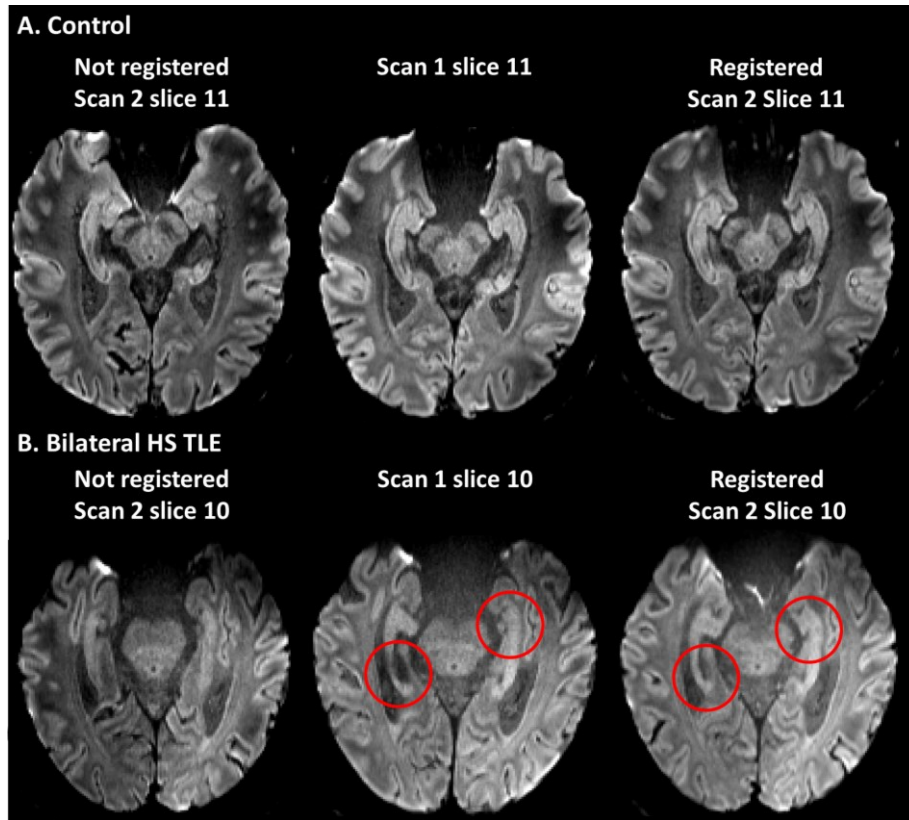 A. Control
Not registered
Scan 2 slice 11
Scan 1 slice 11
Registered
Scan 2 Slice 11
B. Bilateral HS TLE
Not registered
Scan 2 slice 10
Scan 1 slice 10
Registered
Scan 2 Slice 10